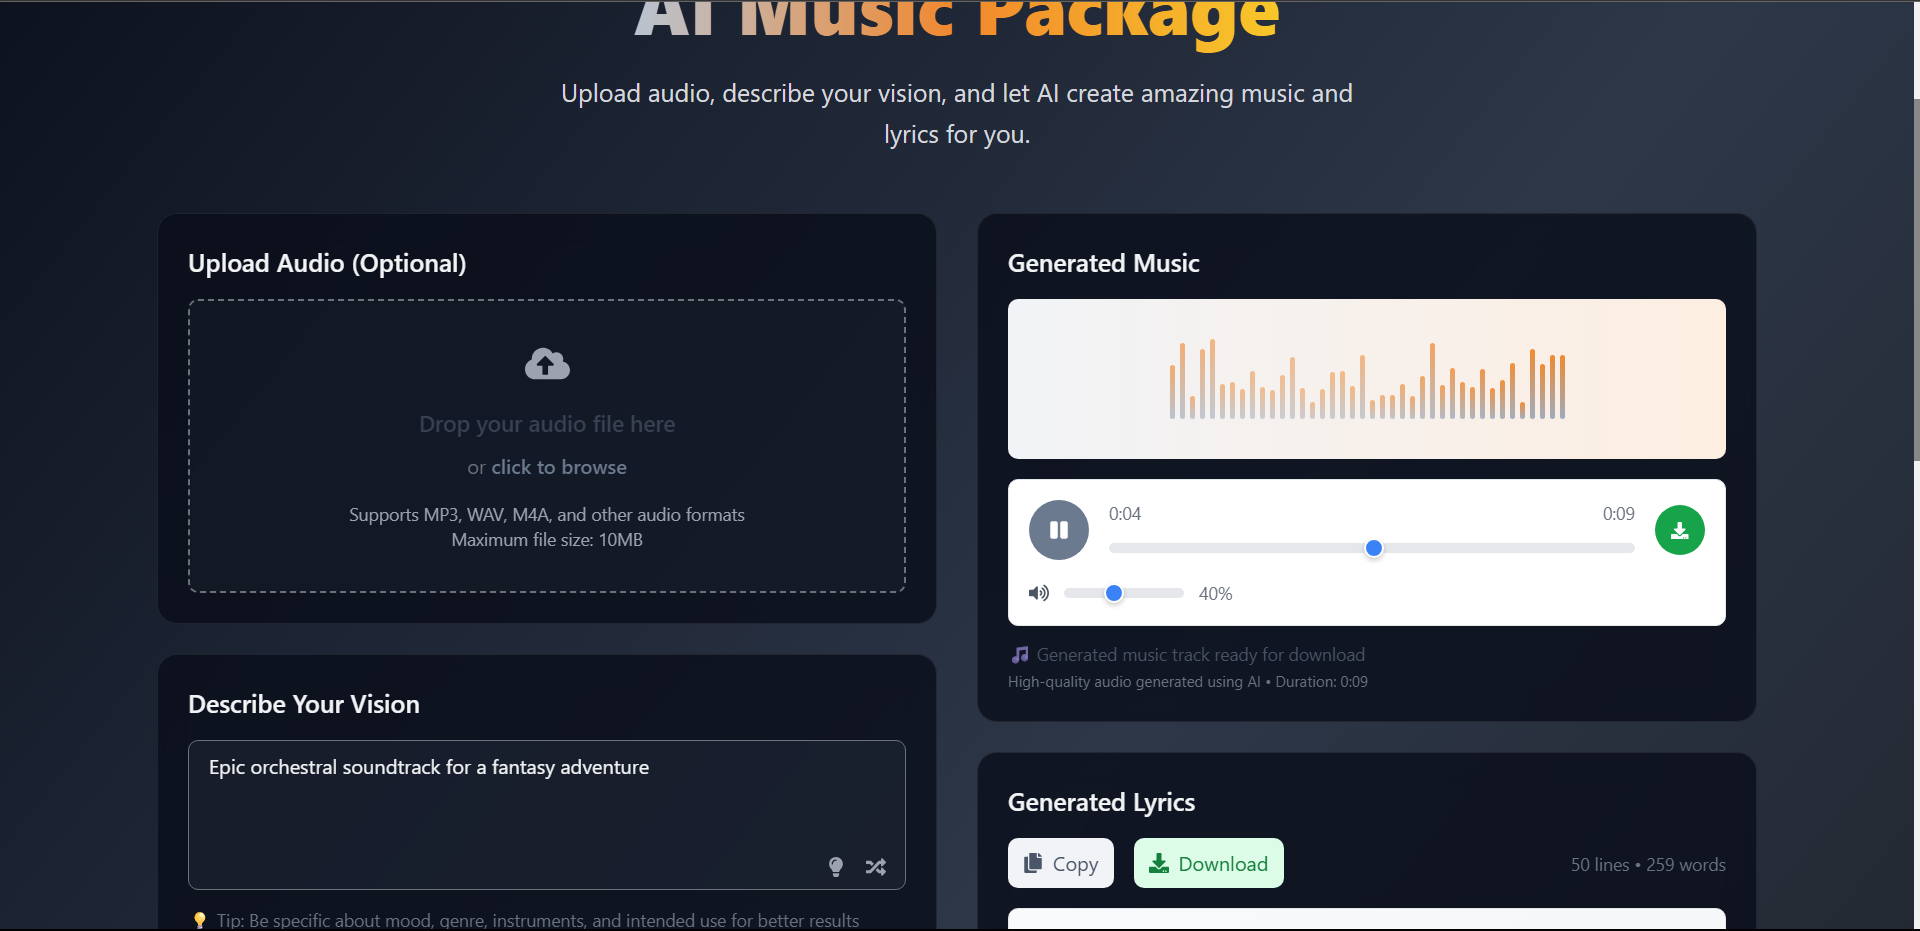 AI Music Package
Upload audio, describe your vision, and let AI create amazing music and
lyrics for you.
Upload Audio (Optional)
Drop your audio file here
or click to browse
Supports MP3, WAV, M4A, and other audio formats
Maximum file size: 10MB
Describe Your Vision
Epic orchestral soundtrack for a fantasy adventure
Tip: Be specific about mood, genre, instruments, and intended use for better results
Generated Music
0:04
0:09
40%
Generated music track ready for download
High-quality audio generated using AI • Duration: 0:09
Generated Lyrics
Copy
Download
50 lines • 259 words